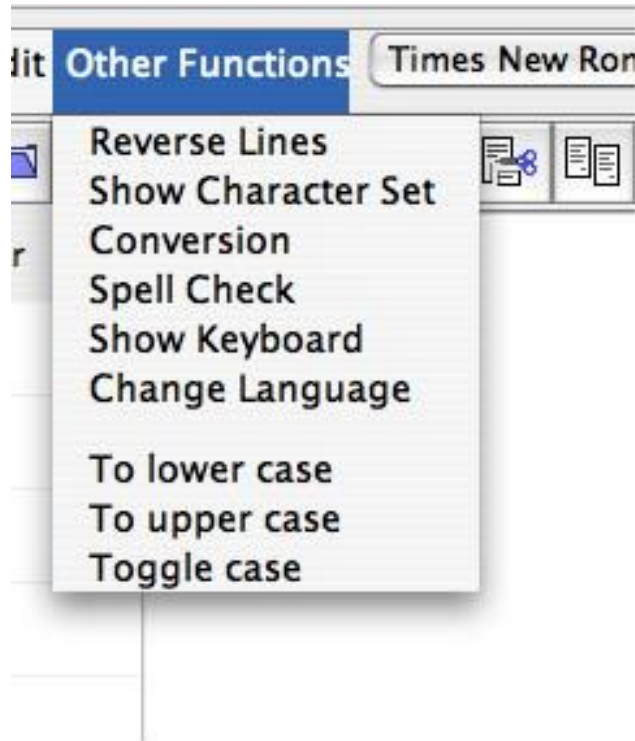 dit Other Functions Times New Ron
r
Reverse Lines
Show Character Set
Conversion
Spell Check
Show Keyboard
Change Language
To lower case
To upper case
Toggle case